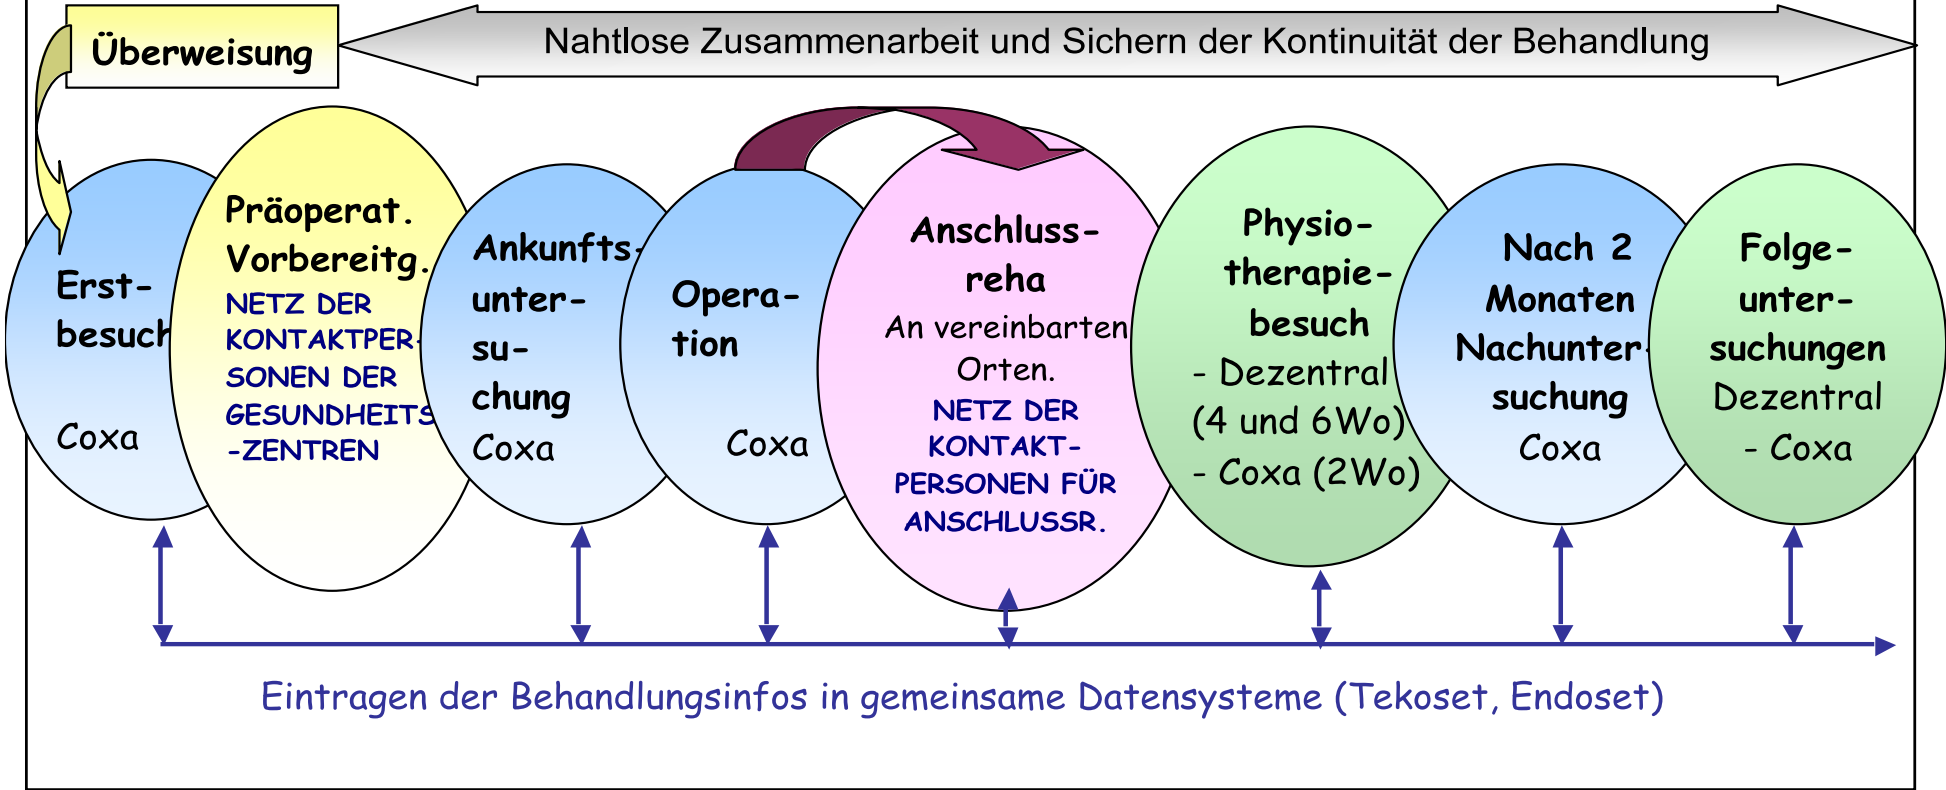 Überweisung
Nahtlose Zusammenarbeit und Sichern der Kontinuität der Behandlung
Erst-
besuch
Coxa
Präoperat.
Vorbereitg.
NETZ DER
KONTAKTPER-
SONEN DER
GESUNDHEITS
-ZENTREN
Ankunfts-
unter-
su-
chung
Coxa
Opera-
tion
Coxa
Anschluss-
reha
An vereinbarten
Orten.
NETZ DER
KONTAKT-
PERSONEN FÜR
ANSCHLUSSR.
Physio-
therapie-
besuch
- Dezentral
(4 und 6Wo)
- Coxa (2Wo)
Nach 2
Monaten
Nachunter-
suchung
Coxa
Folge-
unter-
suchungen
Dezentral
- Coxa
Eintragen der Behandlungsinfos in gemeinsame Datensysteme (Tekoset, Endoset)